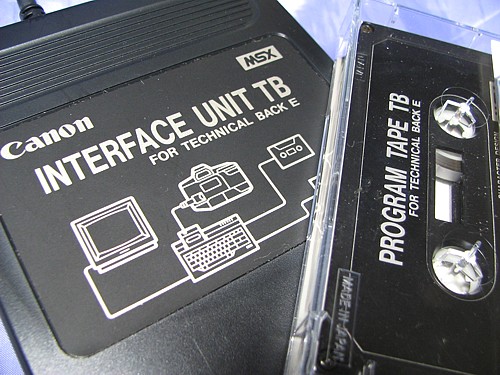 MSX
Canon
INTERFACE UNIT TB
FOR TECHNICAL BACK E
PROGRAM TAPE TB
FOR TECHNICAL BACK E
MADE IN JAPAN